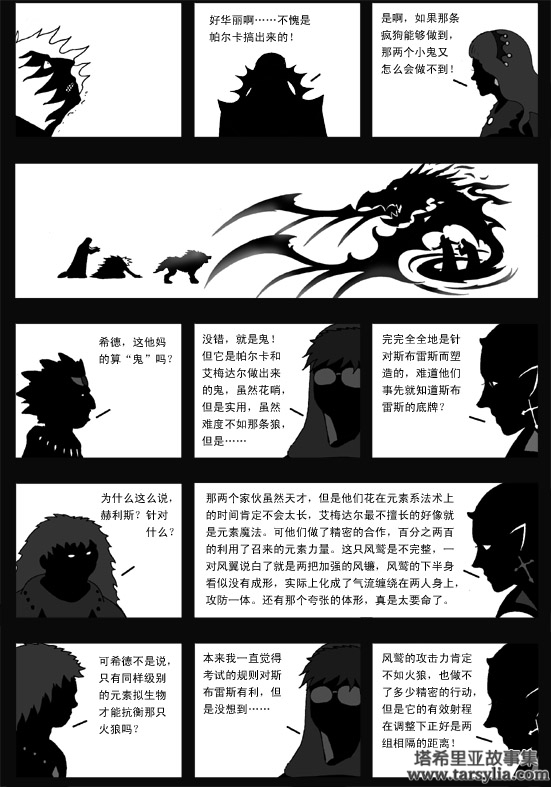 好华丽啊……不愧是
帕尔卡搞出来的！
是啊，如果那条
疯狗能够做到，
那两个小鬼又
怎么会做不到！
希德，这他妈
的算“鬼”吗？
没错，就是鬼！
但它是帕尔卡和
艾梅达尔做出来
的鬼，虽然花哨，
但是实用，虽然
难度不如那条狼，
但是……
完完全全地是针
对斯布雷斯而塑
造的，难道他们
事先就知道斯布
雷斯的底牌？
为什么这么说，
赫利斯？针对
什么？
那两个家伙虽然天才，但是他们花在元素系法术上
的时间肯定不会太长，艾梅达尔最不擅长的好像就
是元素魔法。可他们做了精密的合作，百分之两百
的利用了召来的元素力量。这只风鹫是不完整，一
对风翼说白了就是两把加强的风镰，风鹫的下半身
看似没有成形，实际上化成了气流缠绕在两人身上，
攻防一体。还有那个夸张的体形，真是太要命了。
可希德不是说，
只有同样级别
的元素拟生物
才能抗衡那只
火狼吗？
本来我一直觉得
考试的规则对斯
布雷斯有利，但
是没想到……
风鹫的攻击力肯定
不如火狼，也做不
了多少精密的行动，
但是它的有效射程
在调整下正好是两
组相隔的距离！
塔希里亚故事集
www.tarsylia.com